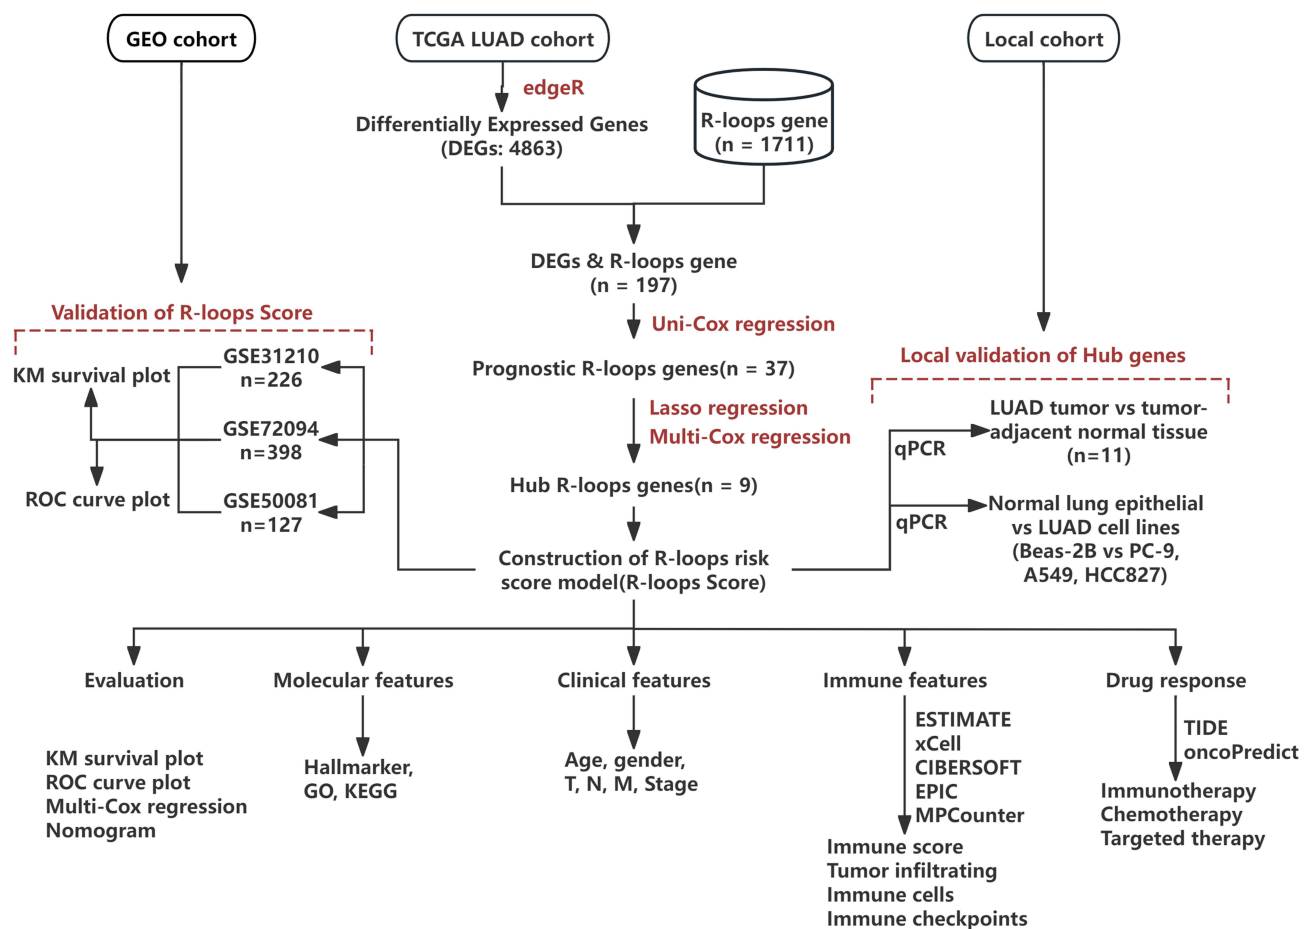 GEO cohort
TCGA LUAD cohort
Local cohort
edgeR
Differentially Expressed Genes
(DEGs: 4863)
R-loops gene
(n = 1711)
DEGs & R-loops gene
(n = 197)
Uni-Cox regression
Prognostic R-loops genes(n = 37)
Lasso regression
Multi-Cox regression
Hub R-loops genes(n = 9)
Construction of R-loops risk
score model(R-loops Score)
Validation of R-loops Score
KM survival plot
ROC curve plot
GSE31210
n=226
GSE72094
n=398
GSE50081
n=127
Local validation of Hub genes
qPCR
LUAD tumor vs tumor-
adjacent normal tissue
(n=11)
qPCR
Normal lung epithelial
vs LUAD cell lines
(Beas-2B vs PC-9,
A549, HCC827)
Evaluation
KM survival plot
ROC curve plot
Multi-Cox regression
Nomogram
Molecular features
Hallmarker,
GO, KEGG
Clinical features
Age, gender,
T, N, M, Stage
Immune features
ESTIMATE
xCell
CIBERSOFT
EPIC
MPCounter
Immune score
Tumor infiltrating
Immune cells
Immune checkpoints
Drug response
TIDE
oncoPredict
Immunotherapy
Chemotherapy
Targeted therapy